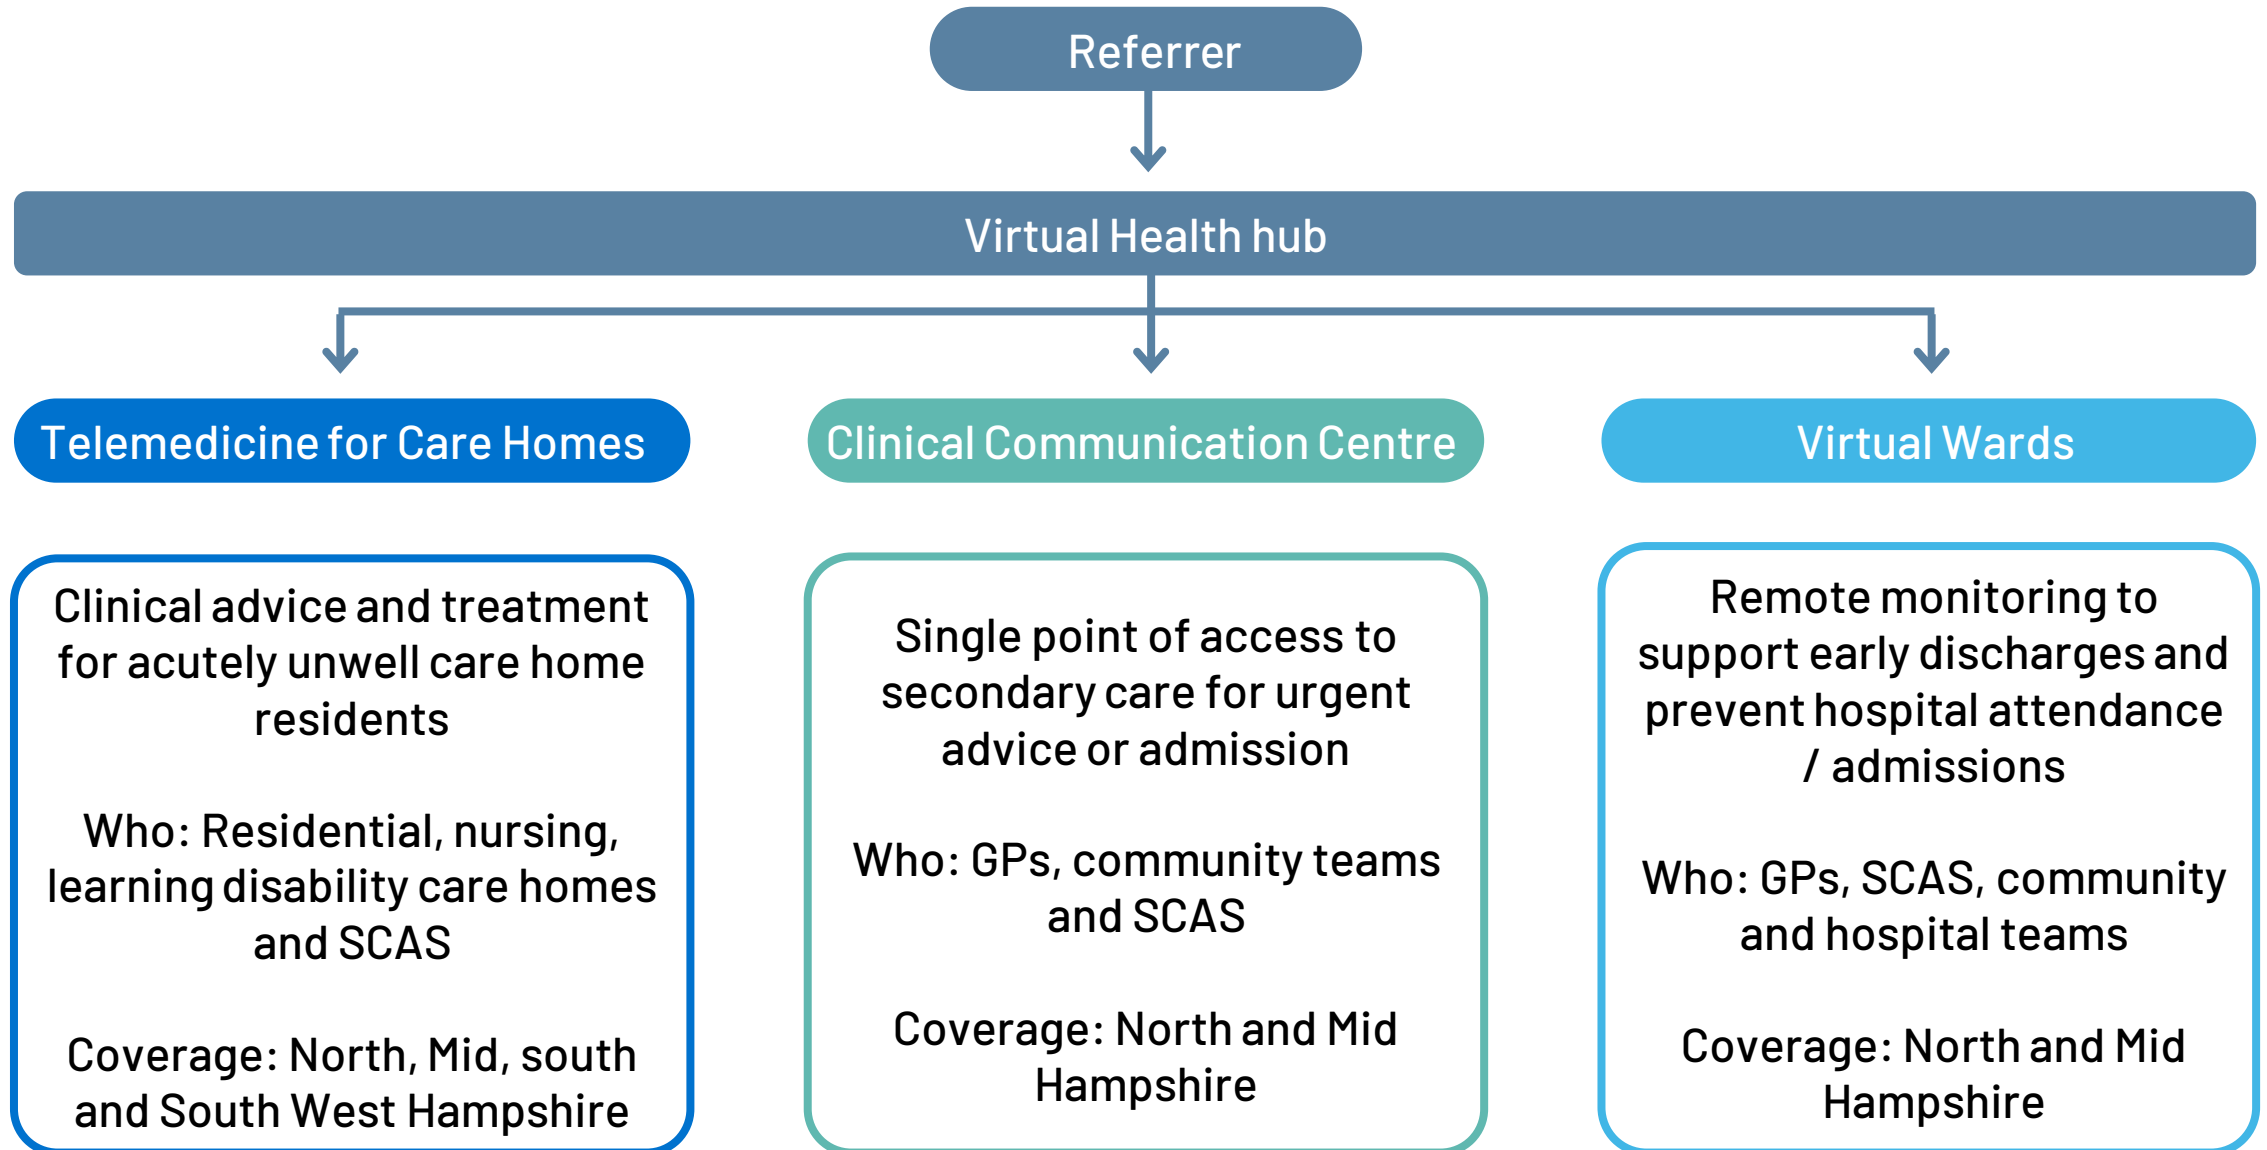 Referrer
Virtual Health hub
Telemedicine for Care Homes
Clinical Communication Centre
Virtual Wards
Clinical advice and treatment
for acutely unwell care home
residents
Who: Residential, nursing,
learning disability care homes
and SCAS
Coverage: North, Mid, south
and South West Hampshire
Single point of access to
secondary care for urgent
advice or admission
Who: GPs, community teams
and SCAS
Coverage: North and Mid
Hampshire
Remote monitoring to
support early discharges and
prevent hospital attendance
/ admissions
Who: GPs, SCAS, community
and hospital teams
Coverage: North and Mid
Hampshire